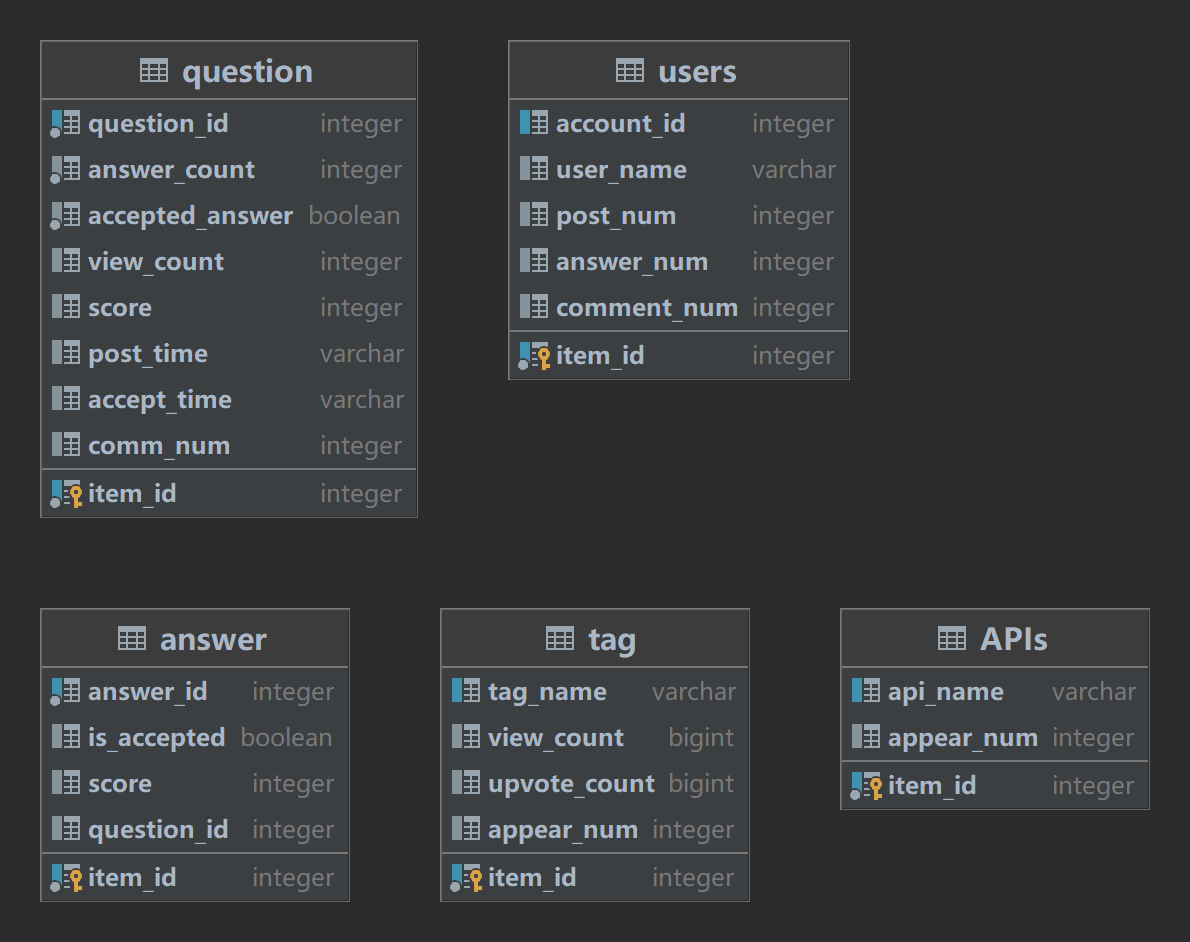 question
question_id integer
answer_count integer
accepted_answer boolean
view_count integer
score integer
post_time varchar
accept_time varchar
comm_num integer
item_id integer
users
account_id integer
user_name varchar
post_num integer
answer_num integer
comment_num integer
item_id integer
answer
answer_id integer
is_accepted boolean
score integer
question_id integer
item_id integer
tag
tag_name varchar
view_count bigint
upvote_count bigint
appear_num integer
item_id integer
APIs
api_name varchar
appear_num integer
item_id integer